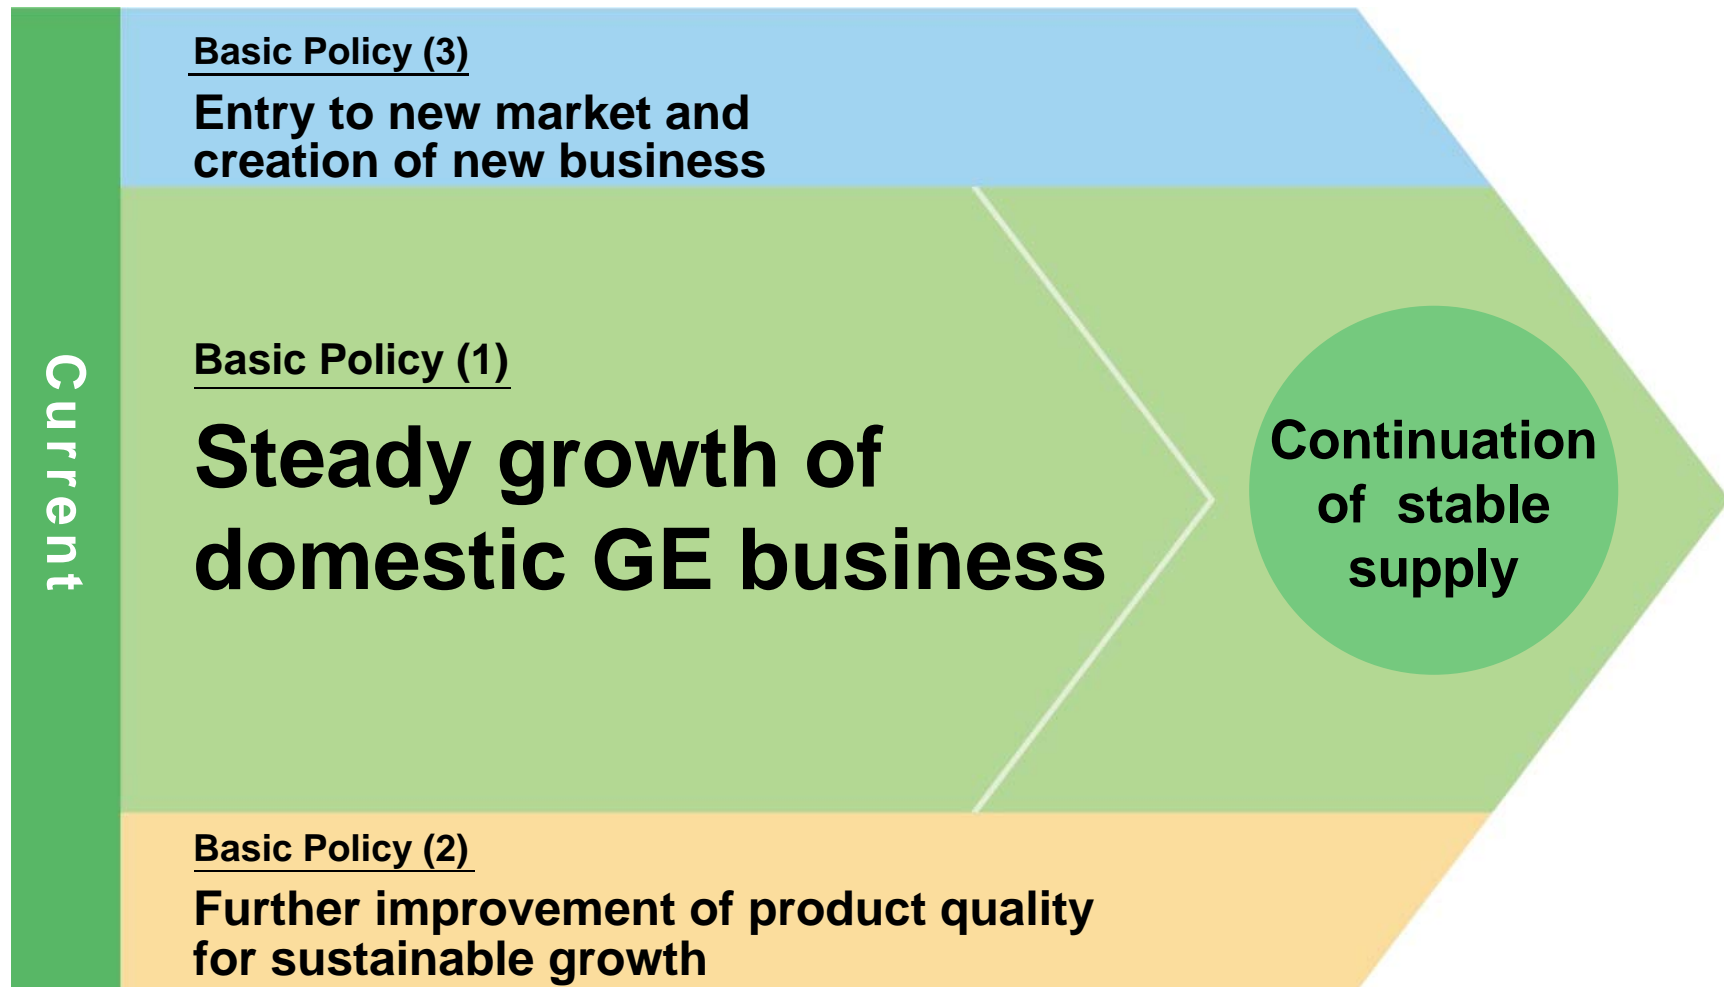 Current
Basic Policy (3)
Entry to new market and
creation of new business
Basic Policy (1)
Steady growth of
domestic GE business
Continuation
of stable
supply
Basic Policy (2)
Further improvement of product quality
for sustainable growth